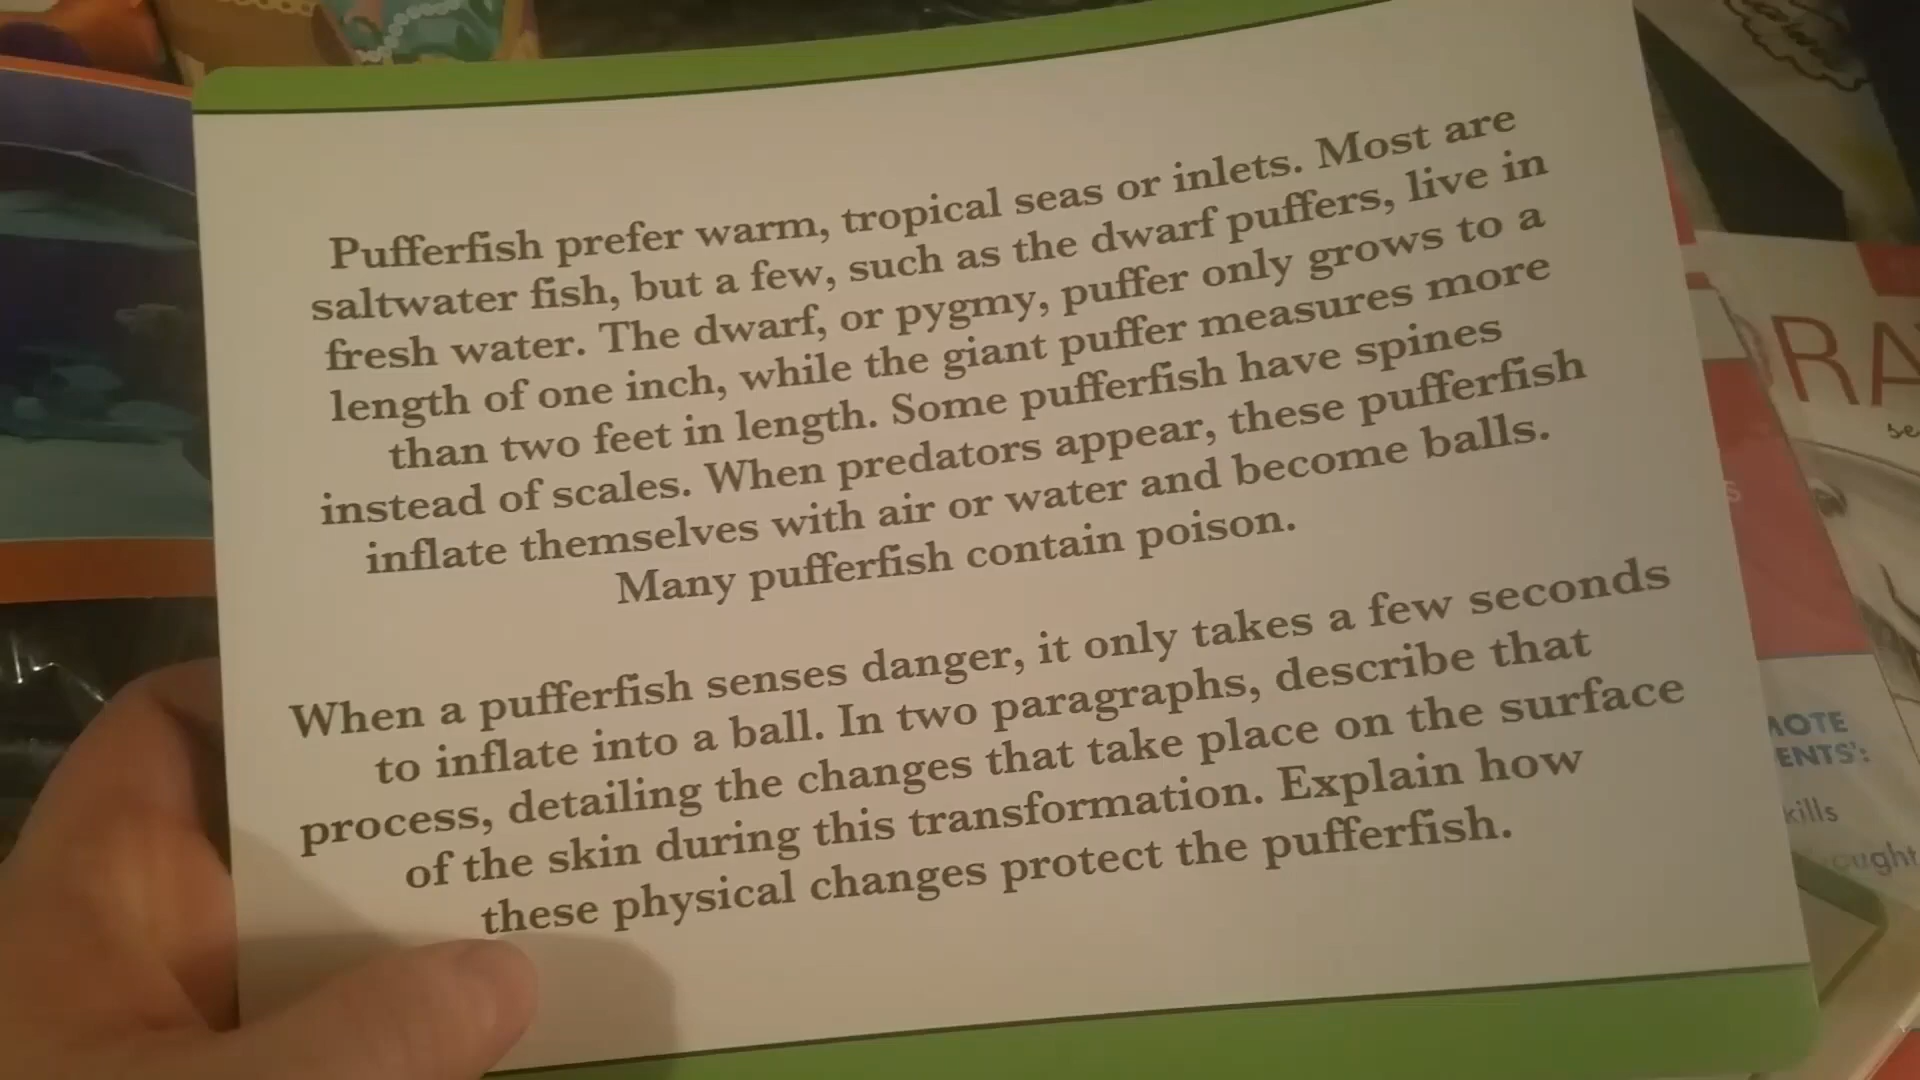 Pufferfish prefer warm, tropical seas or inlets. Most are
saltwater fish, but a few, such as the dwarf puffers, live in
fresh water. The dwarf, or pygmy, puffer only grows to a
length of one inch, while the giant puffer measures more
than two feet in length. Some pufferfish have spines
instead of scales. When predators appear, these pufferfish
inflate themselves with air or water and become balls.
Many pufferfish contain poison.
When a pufferfish senses danger, it only takes a few seconds
to inflate into a ball. In two paragraphs, describe that
process, detailing the changes that take place on the surface
of the skin during this transformation. Explain how
these physical changes protect the pufferfish.
RA